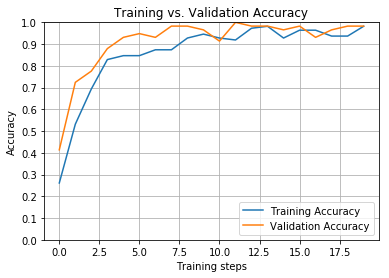 Training vs. Validation Accuracy
1.0
0.9
0.8
0.7
0.6
0.5
0.4
0.3
0.2
0.1
0.0
Accuracy
Training Accuracy
Validation Accuracy
0.0 2.5 5.0 7.5 10.0 12.5 15.0 17.5
Training steps